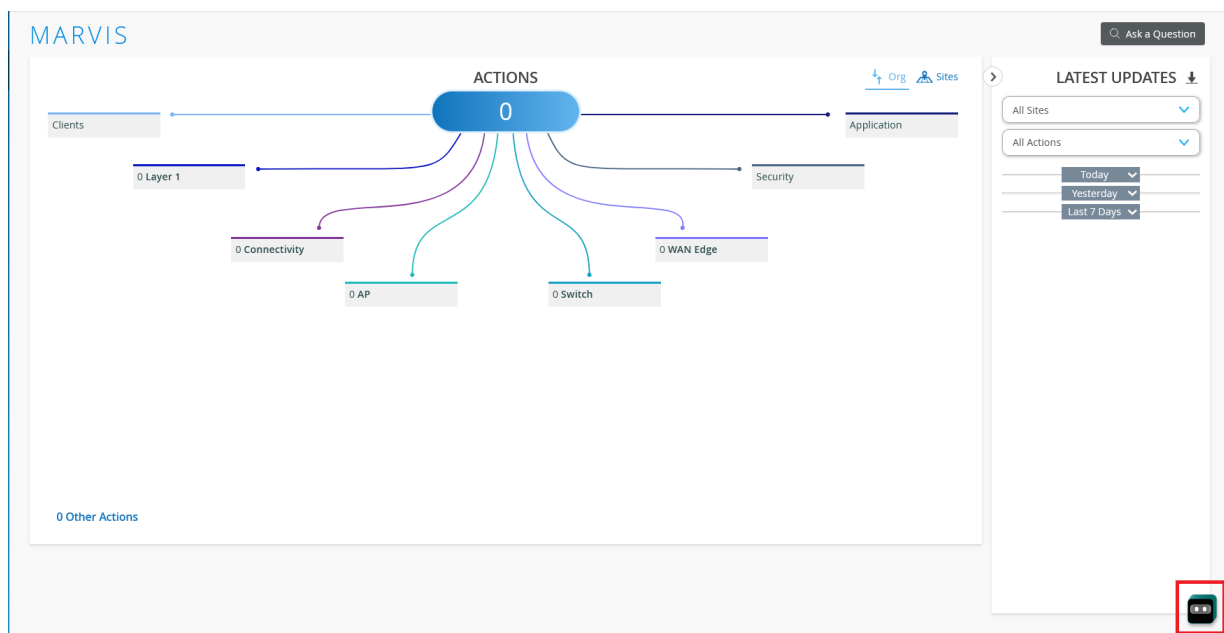 MARVIS
Ask a Question
ACTIONS
Org
Sites
0
Clients
Application
0 Layer 1
Security
0 Connectivity
0 WAN Edge
0 AP
0 Switch
0 Other Actions
LATEST UPDATES
All Sites
All Actions
Today
Yesterday
Last 7 Days